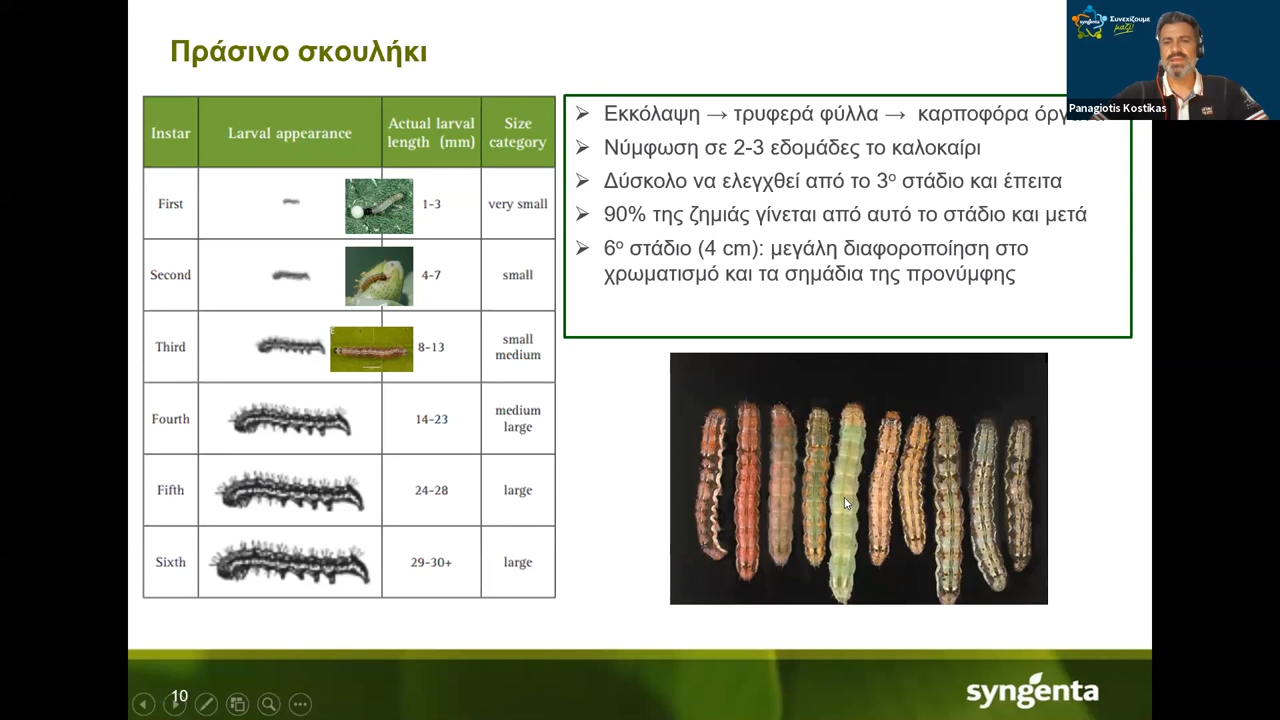 Πράσινο σκουλήκι
Instar
Larval appearance
Actual larval
length (mm)
Size
category
First
1-3
very small
Second
4-7
small
Third
8-13
small
medium
Fourth
14-23
medium
large
Fifth
24-28
large
Sixth
29-30+
large
Εκκόλαψη → τρυφερά φύλλα → καρποφόρα
Νύμφωση σε 2-3 εδομάδες το καλοκαίρι
Δύσκολο να ελεγχθεί από το 3ο στάδιο και έπειτα
90% της ζημιάς γίνεται από αυτό το στάδιο και μετά
6ο στάδιο (4 cm): μεγάλη διαφοροποίηση στο
χρωματισμό και τα σημάδια της προνύμφης
syngenta
Συνεχίζουμε
μαζί!
Panagiotis Kostikas
10
syngenta